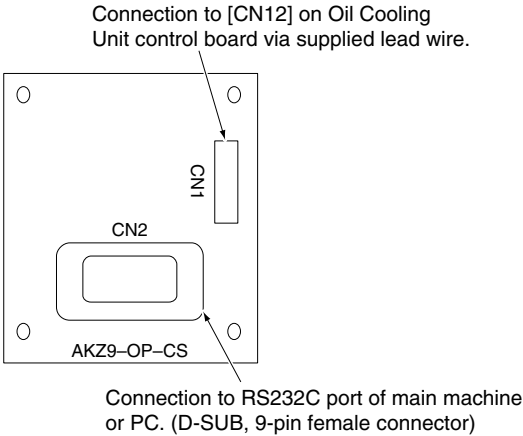 Connection to [CN12] on Oil Cooling
Unit control board via supplied lead wire.
CN1
CN2
AKZ9–OP–CS
Connection to RS232C port of main machine
or PC. (D-SUB, 9-pin female connector)